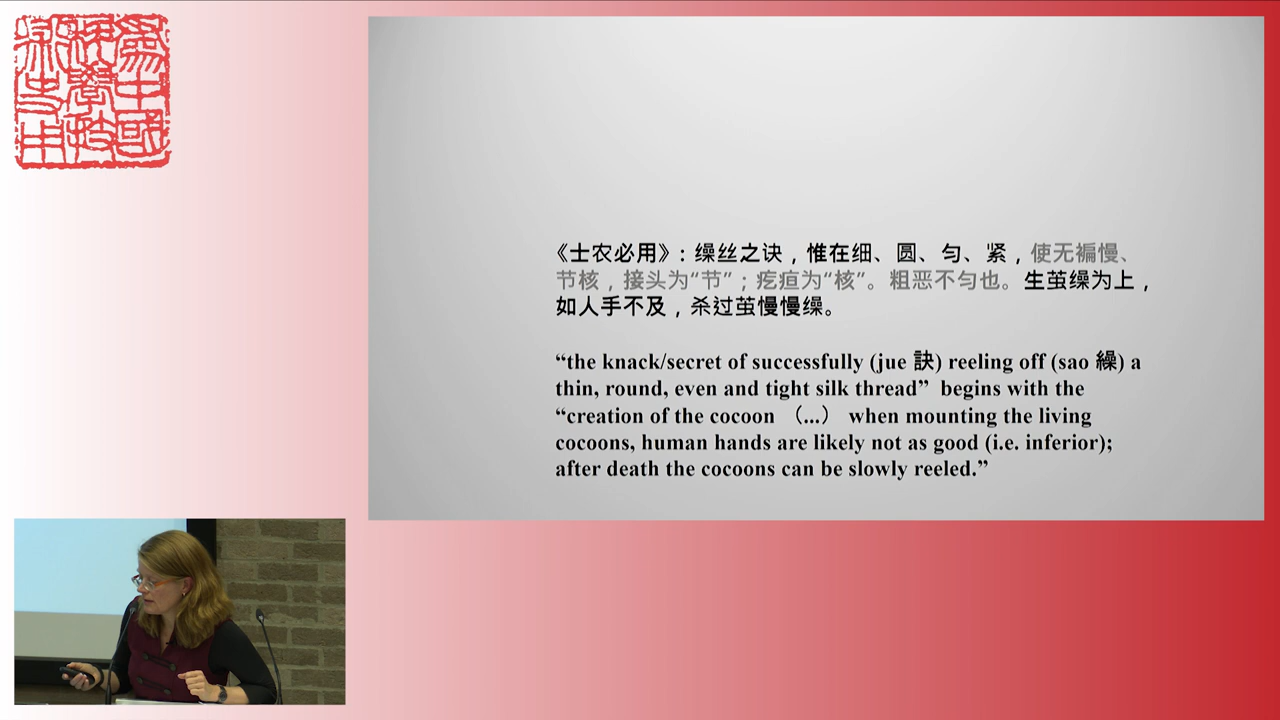 《士农必用》: 缲丝之诀，惟在细、圆、匀、紧，使无褊慢、
节核，接头为“节”；疙疸为“核”。粗恶不匀也。生茧缲为上，
如人手不及，杀过茧慢慢缲。
“the knack/secret of successfully (jue 訣) reeling off (sao 繰) a
thin, round, even and tight silk thread” begins with the
“creation of the cocoon （...） when mounting the living
cocoons, human hands are likely not as good (i.e. inferior);
after death the cocoons can be slowly reeled.”